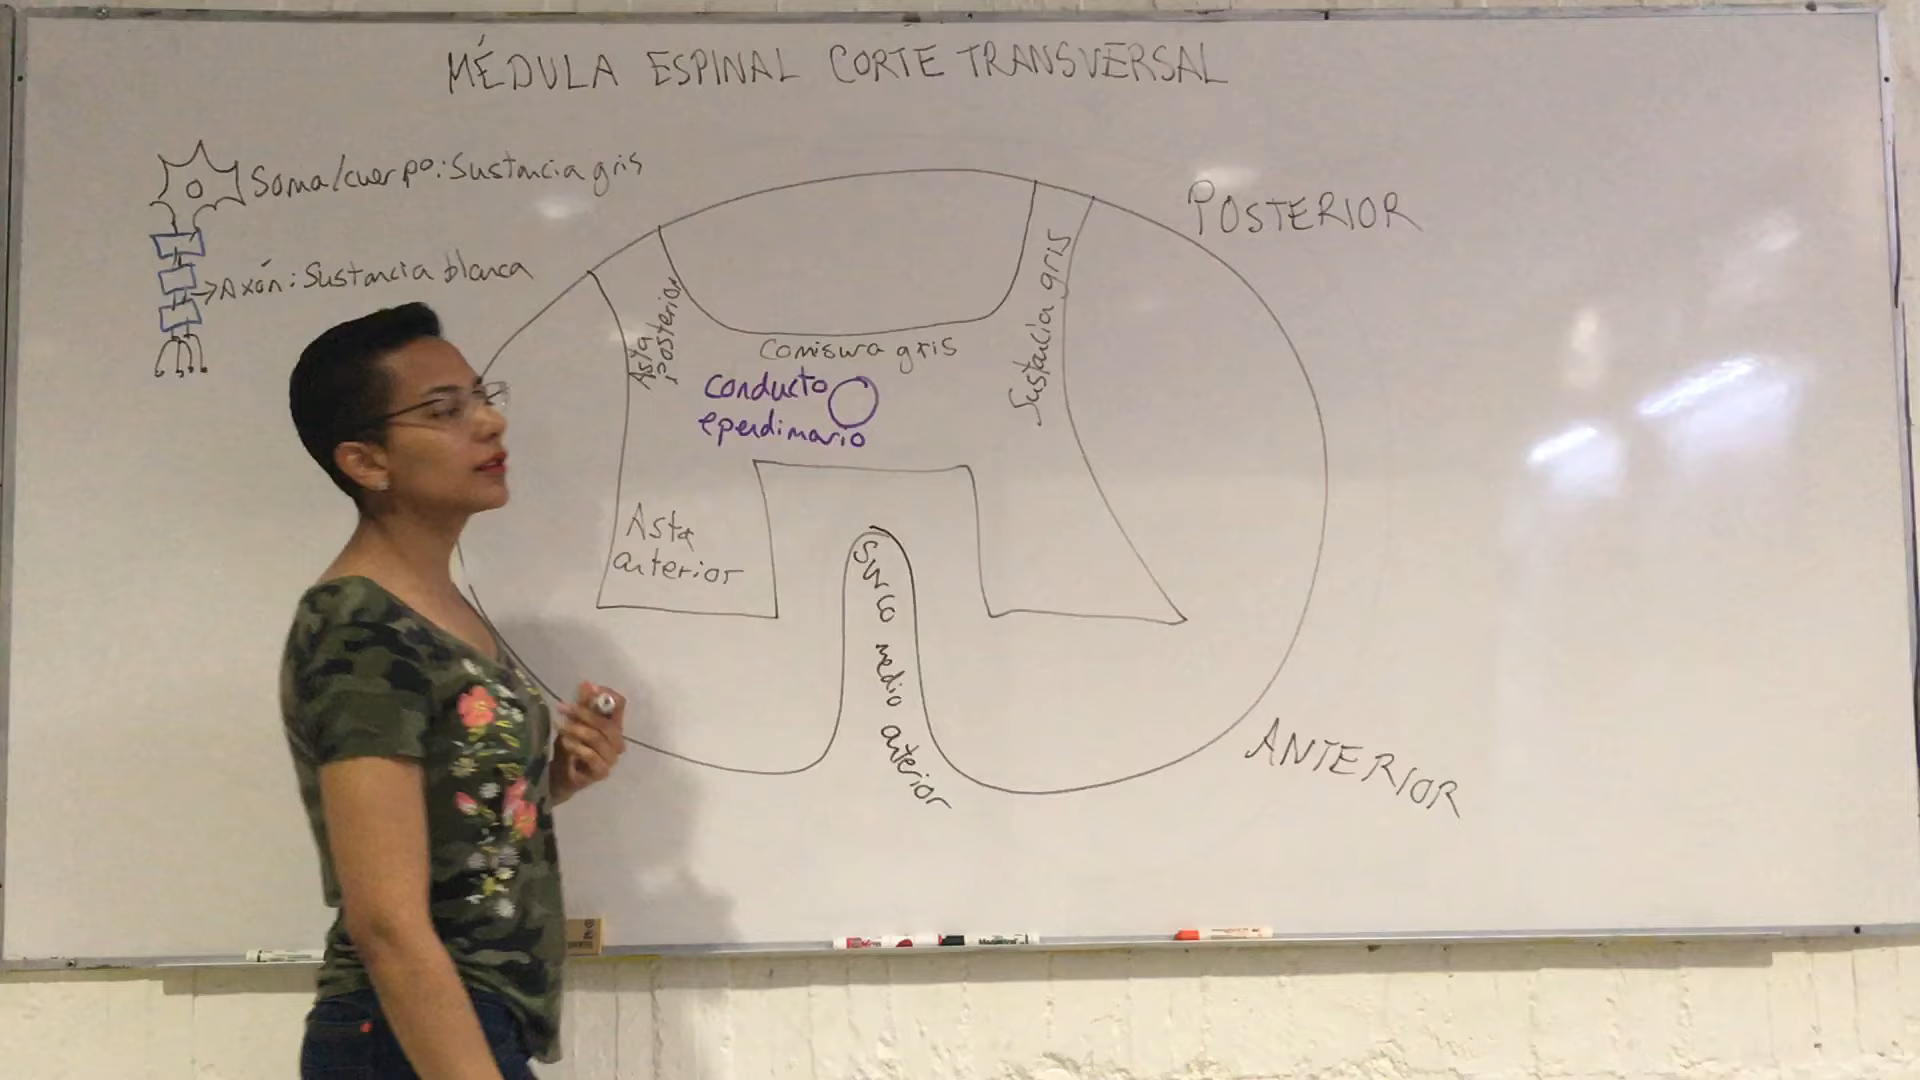 MÉDULA ESPINAL CORTE TRANSVERSAL
Soma/cuerpo: Sustancia gris
Axón: Sustancia blanca
POSTERIOR
Asta
posterior
Comisura gris
Sustancia gris
conducto
ependimario
Asta
anterior
Surco medio anterior
ANTERIOR